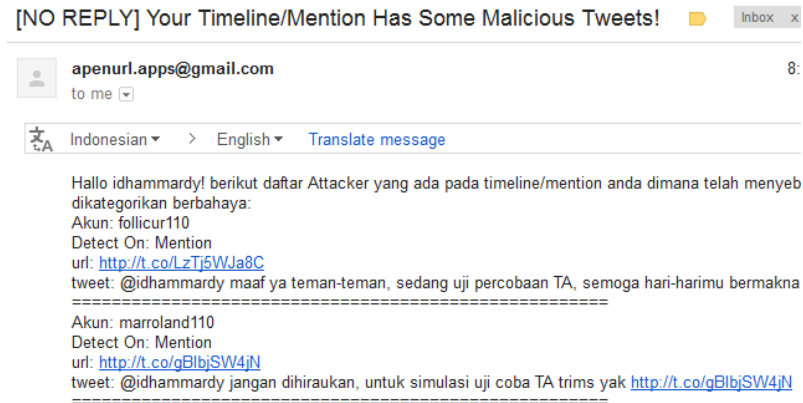 [NO REPLY] Your Timeline/Mention Has Some Malicious Tweets! Inbox x
apenurl.apps@gmail.com 8:
to me
Indonesian > English Translate message
Hallo idhammardy! berikut daftar Attacker yang ada pada timeline/mention anda dimana telah menyeb
dikategorikan berbahaya:
Akun: follicur110
Detect On: Mention
url: http://t.co/LzTj5WJa8C
tweet: @idhammardy maaf ya teman-teman, sedang uji percobaan TA, semoga hari-harimu bermakna
======================================================
Akun: marroland110
Detect On: Mention
url: http://t.co/gBlbjSW4jN
tweet: @idhammardy jangan dihiraukan, untuk simulasi uji coba TA trims yak http://t.co/gBlbjSW4jN
======================================================